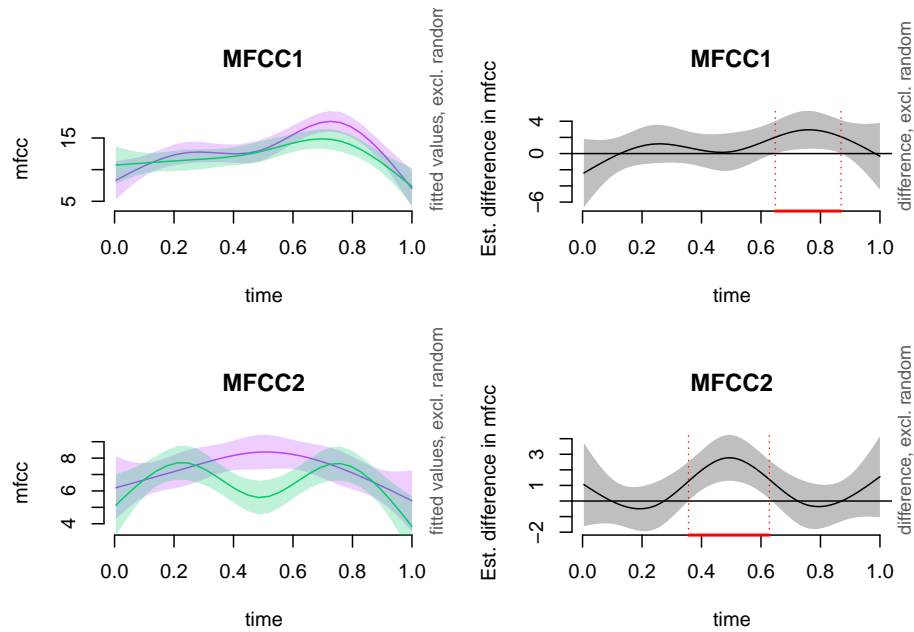 MFCC1
mfcc
15
5
0.0 0.2 0.4 0.6 0.8 1.0
time
fitted values, excl. random
MFCC1
Est. difference in mfcc
4
0
−6
0.0 0.2 0.4 0.6 0.8 1.0
time
difference, excl. random
MFCC2
mfcc
8
6
4
0.0 0.2 0.4 0.6 0.8 1.0
time
fitted values, excl. random
MFCC2
Est. difference in mfcc
3
1
−2
0.0 0.2 0.4 0.6 0.8 1.0
time
difference, excl. random